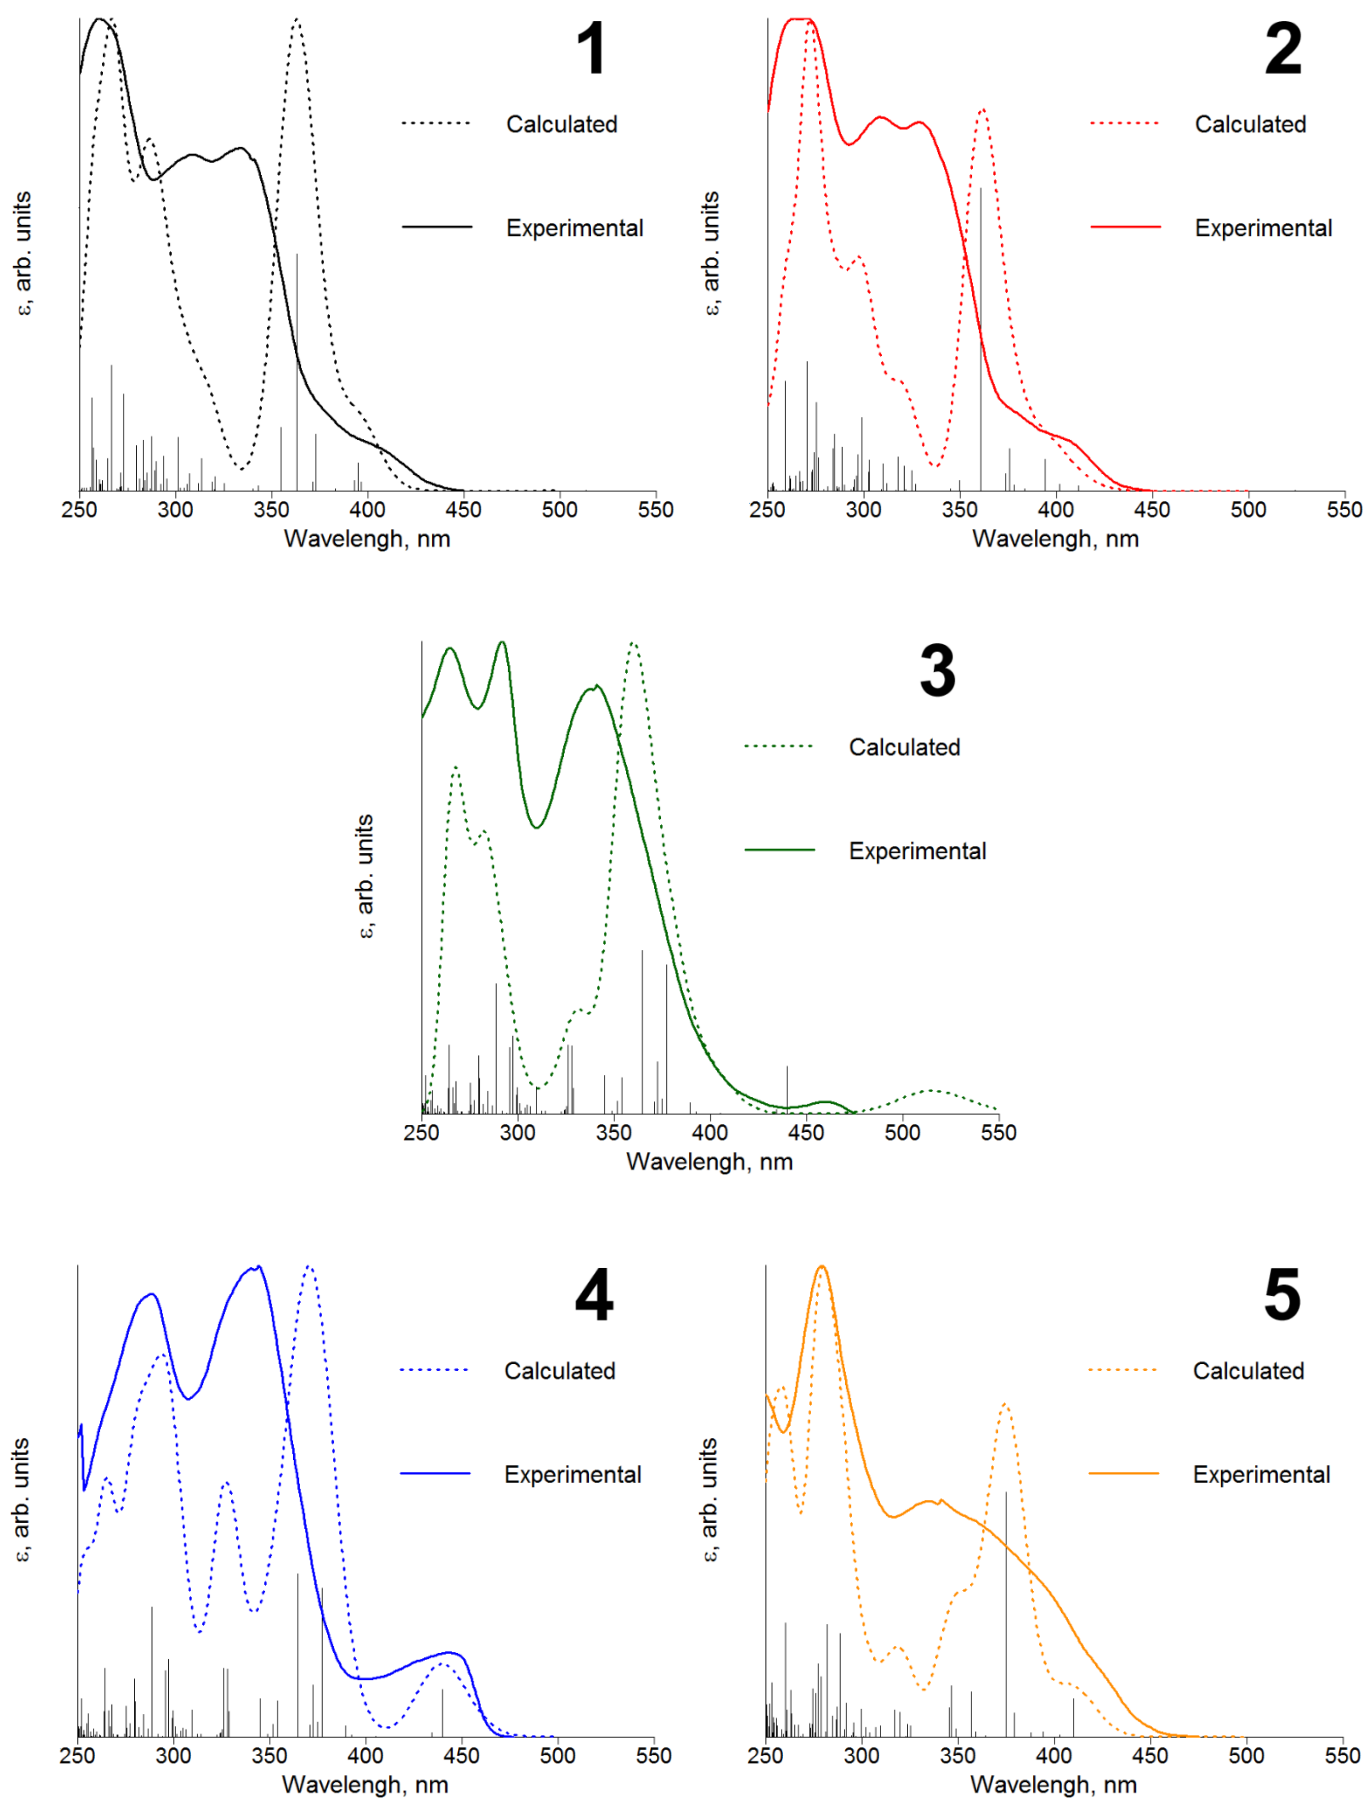 1
Calculated
Experimental
ε, arb. units
250 300 350 400 450 500 550
Wavelengh, nm
2
Calculated
Experimental
ε, arb. units
250 300 350 400 450 500 550
Wavelengh, nm
3
Calculated
Experimental
ε, arb. units
250 300 350 400 450 500 550
Wavelengh, nm
4
Calculated
Experimental
ε, arb. units
250 300 350 400 450 500 550
Wavelengh, nm
5
Calculated
Experimental
ε, arb. units
250 300 350 400 450 500 550
Wavelengh, nm